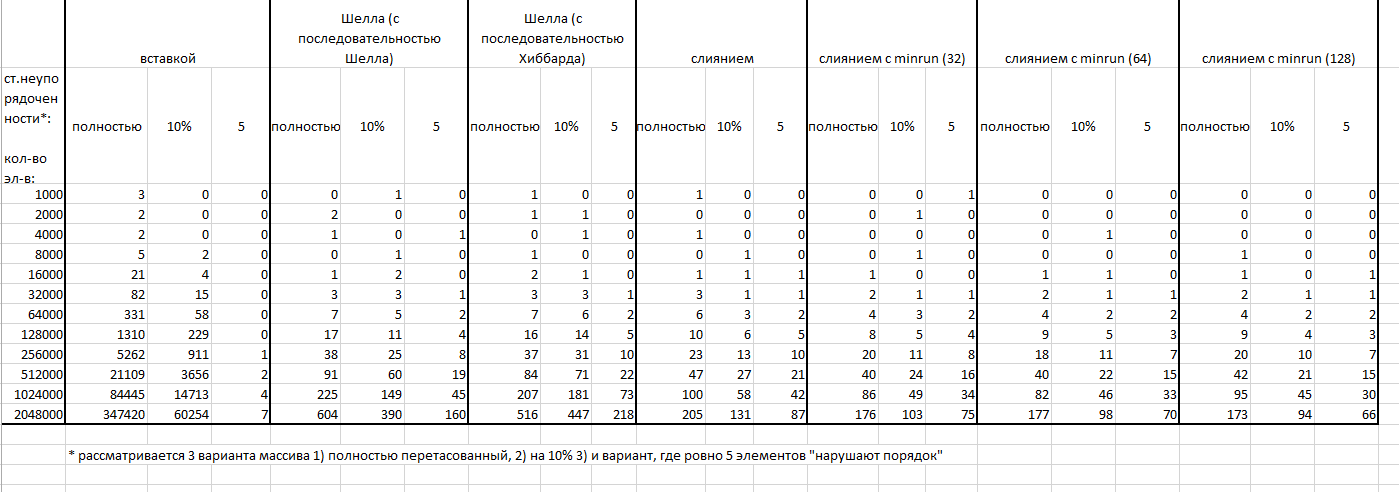 Шелла (с последовательностью Шелла)
Шелла (с последовательностью Хиббарда)
вставкой слиянием слиянием с minrun (32) слиянием с minrun (64) слиянием с minrun (128)
ст.неупо
рядочен
ности*:
полностью 10% 5 полностью 10% 5 полностью 10% 5 полностью 10% 5 полностью 10% 5 полностью 10% 5 полностью 10% 5
кол-во
эл-в:
1000 3 0 0 0 1 0 1 0 0 1 0 0 0 0 1 0 0 0 0 0 0
2000 2 0 0 2 0 0 1 1 0 0 0 0 0 1 0 0 0 0 0 0 0
4000 2 0 0 1 0 1 0 1 0 1 0 0 0 0 0 0 1 0 0 0 0
8000 5 2 0 0 1 0 1 0 0 0 1 0 0 1 0 0 0 0 1 0 0
16000 21 4 0 1 2 0 2 1 0 1 1 1 1 0 0 1 1 0 1 0 1
32000 82 15 0 3 3 1 3 3 1 3 1 1 2 1 1 2 1 1 2 1 1
64000 331 58 0 7 5 2 7 6 2 6 3 2 4 3 2 4 2 2 4 2 2
128000 1310 229 0 17 11 4 16 14 5 10 6 5 8 5 4 9 5 3 9 4 3
256000 5262 911 1 38 25 8 37 31 10 23 13 10 20 11 8 18 11 7 20 10 7
512000 21109 3656 2 91 60 19 84 71 22 47 27 21 40 24 16 40 22 15 42 21 15
1024000 84445 14713 4 225 149 45 207 181 73 100 58 42 86 49 34 82 46 33 95 45 30
2048000 347420 60254 7 604 390 160 516 447 218 205 131 87 176 103 75 177 98 70 173 94 66
* рассматривается 3 варианта массива 1) полностью перетасованный, 2) на 10% 3) и вариант, где ровно 5 элементов "нарушают порядок"